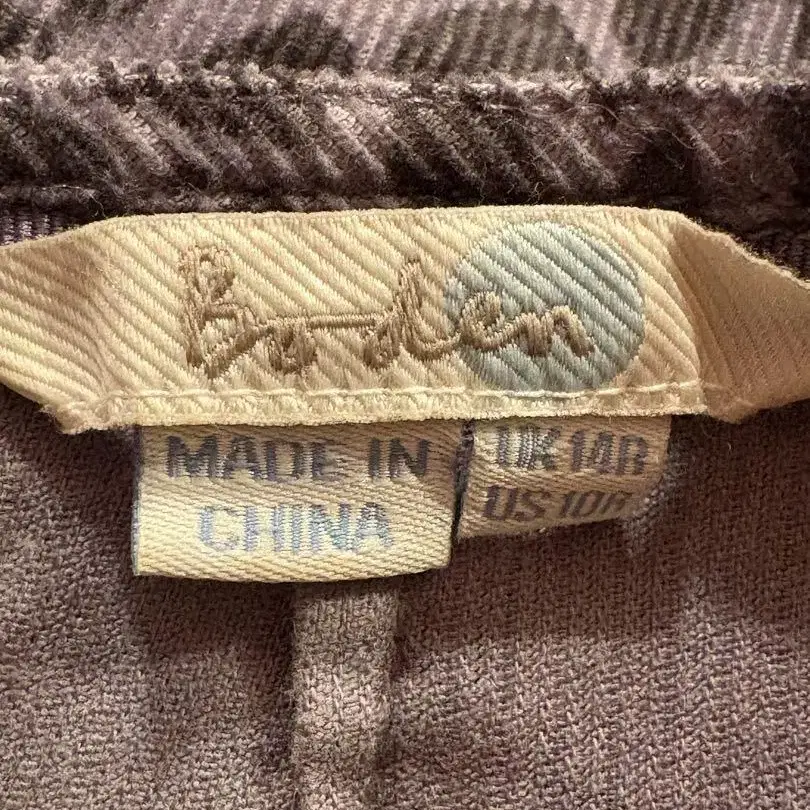 Boden
MADE IN
CHINA
UK 14R
US 10R